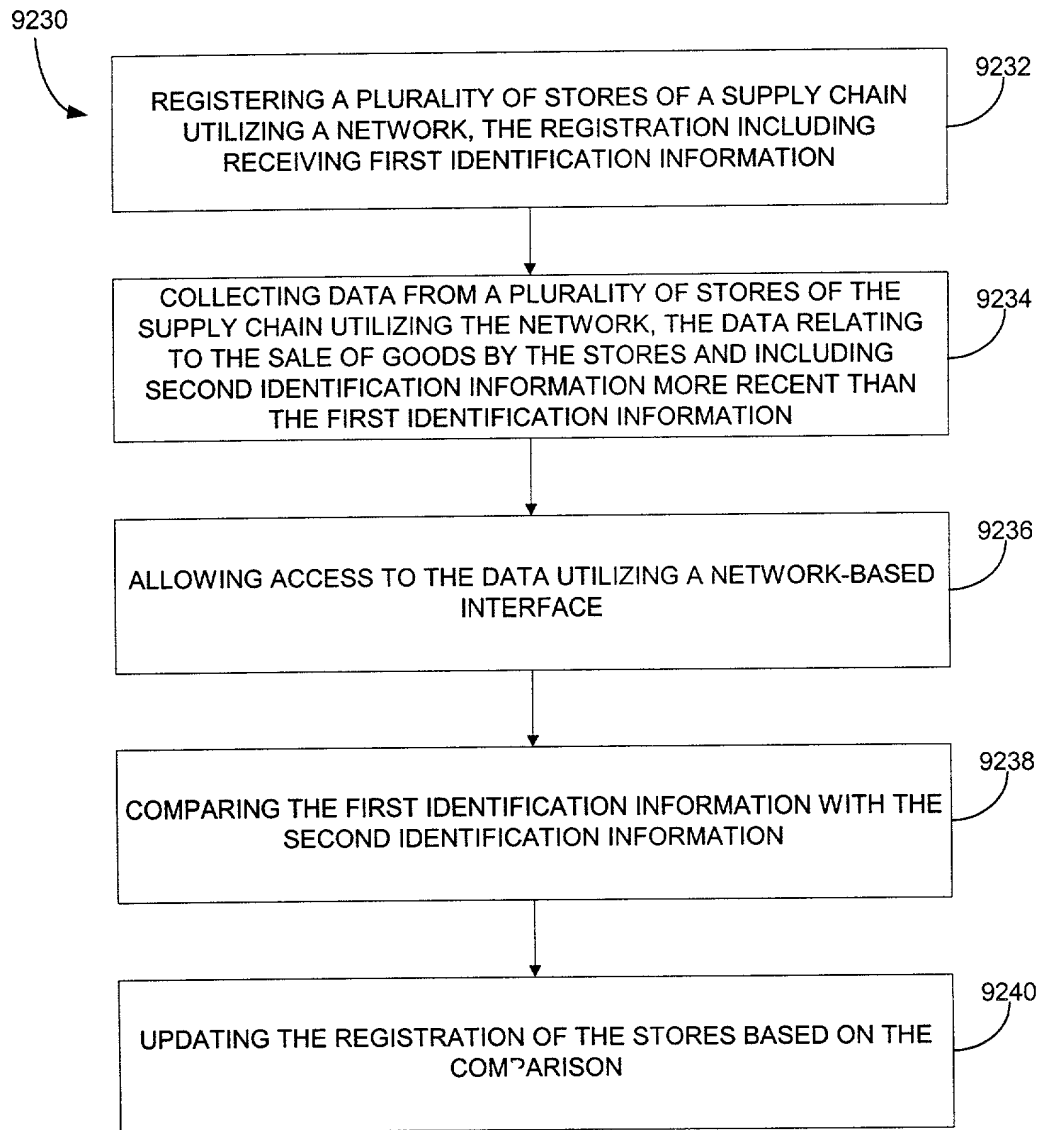 9230
9232
REGISTERING A PLURALITY OF STORES OF A SUPPLY CHAIN
UTILIZING A NETWORK, THE REGISTRATION INCLUDING
RECEIVING FIRST IDENTIFICATION INFORMATION
9234
COLLECTING DATA FROM A PLURALITY OF STORES OF THE
SUPPLY CHAIN UTILIZING THE NETWORK, THE DATA RELATING
TO THE SALE OF GOODS BY THE STORES AND INCLUDING
SECOND IDENTIFICATION INFORMATION MORE RECENT THAN
THE FIRST IDENTIFICATION INFORMATION
9236
ALLOWING ACCESS TO THE DATA UTILIZING A NETWORK-BASED
INTERFACE
9238
COMPARING THE FIRST IDENTIFICATION INFORMATION WITH THE
SECOND IDENTIFICATION INFORMATION
9240
UPDATING THE REGISTRATION OF THE STORES BASED ON THE
COMPARISON